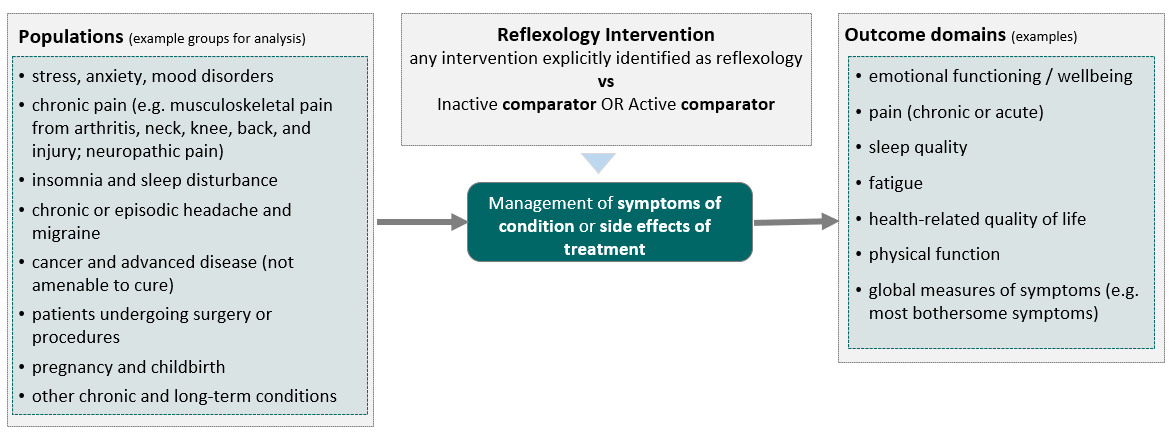 Populations (example groups for analysis)
• stress, anxiety, mood disorders
• chronic pain (e.g. musculoskeletal pain
from arthritis, neck, knee, back, and
injury; neuropathic pain)
• insomnia and sleep disturbance
• chronic or episodic headache and
migraine
• cancer and advanced disease (not
amenable to cure)
• patients undergoing surgery or
procedures
• pregnancy and childbirth
• other chronic and long-term conditions
Reflexology Intervention
any intervention explicitly identified as reflexology
vs
Inactive comparator OR Active comparator
Management of symptoms of
condition or side effects of
treatment
Outcome domains (examples)
• emotional functioning / wellbeing
• pain (chronic or acute)
• sleep quality
• fatigue
• health-related quality of life
• physical function
• global measures of symptoms (e.g.
most bothersome symptoms)